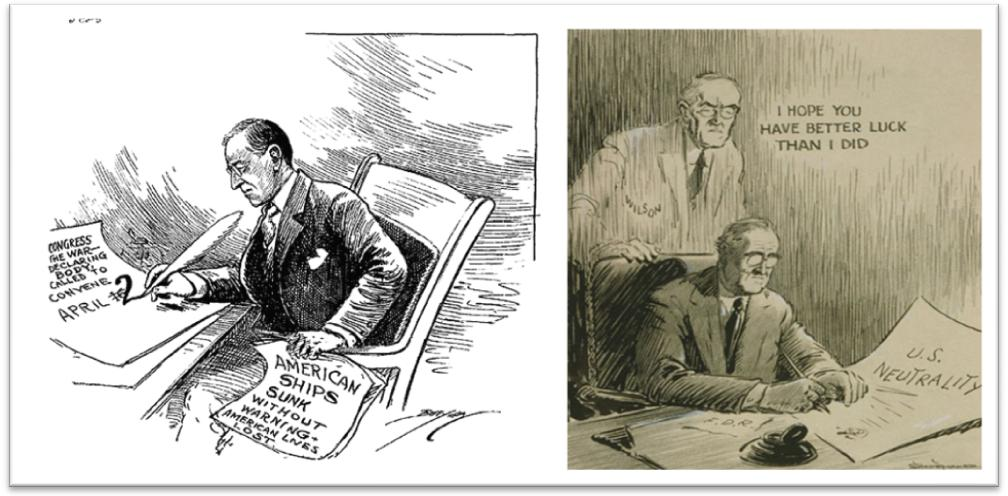 CONGRESS
THE WAR-
DECLARING
BODY,
CALLED TO
CONVENE
APRIL 2
AMERICAN
SHIPS
SUNK
WITHOUT
WARNING-
AMERICAN LIVES
LOST
I HOPE YOU
HAVE BETTER LUCK
THAN I DID
WILSON
U.S.
NEUTRALITY
F.D.R.